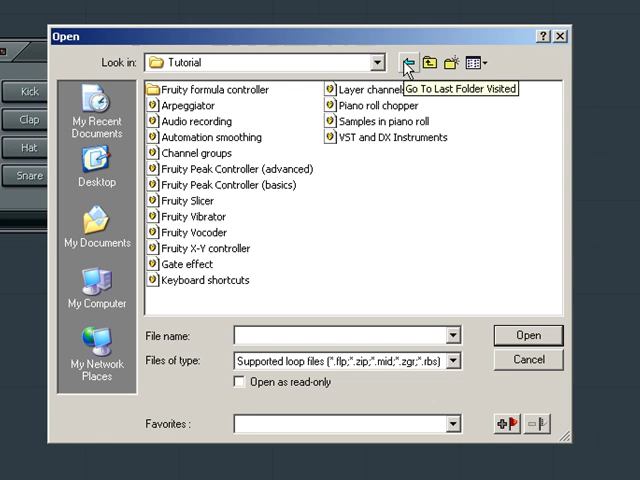 Open
Look in:
Tutorial
Go To Last Folder Visited
Kick
Clap
Hat
Snare
My Recent
Documents
Desktop
My Documents
My Computer
My Network
Places
Fruity formula controller
Arpeggiator
Audio recording
Automation smoothing
Channel groups
Fruity Peak Controller (advanced)
Fruity Peak Controller (basics)
Fruity Slicer
Fruity Vibrator
Fruity Vocoder
Fruity X-Y controller
Gate effect
Keyboard shortcuts
Layer channel
Piano roll chopper
Samples in piano roll
VST and DX Instruments
File name:
Open
Files of type:
Supported loop files (*.flp;*.zip;*.mid;*.zgr;*.rbs)
Cancel
Open as read-only
Favorites :